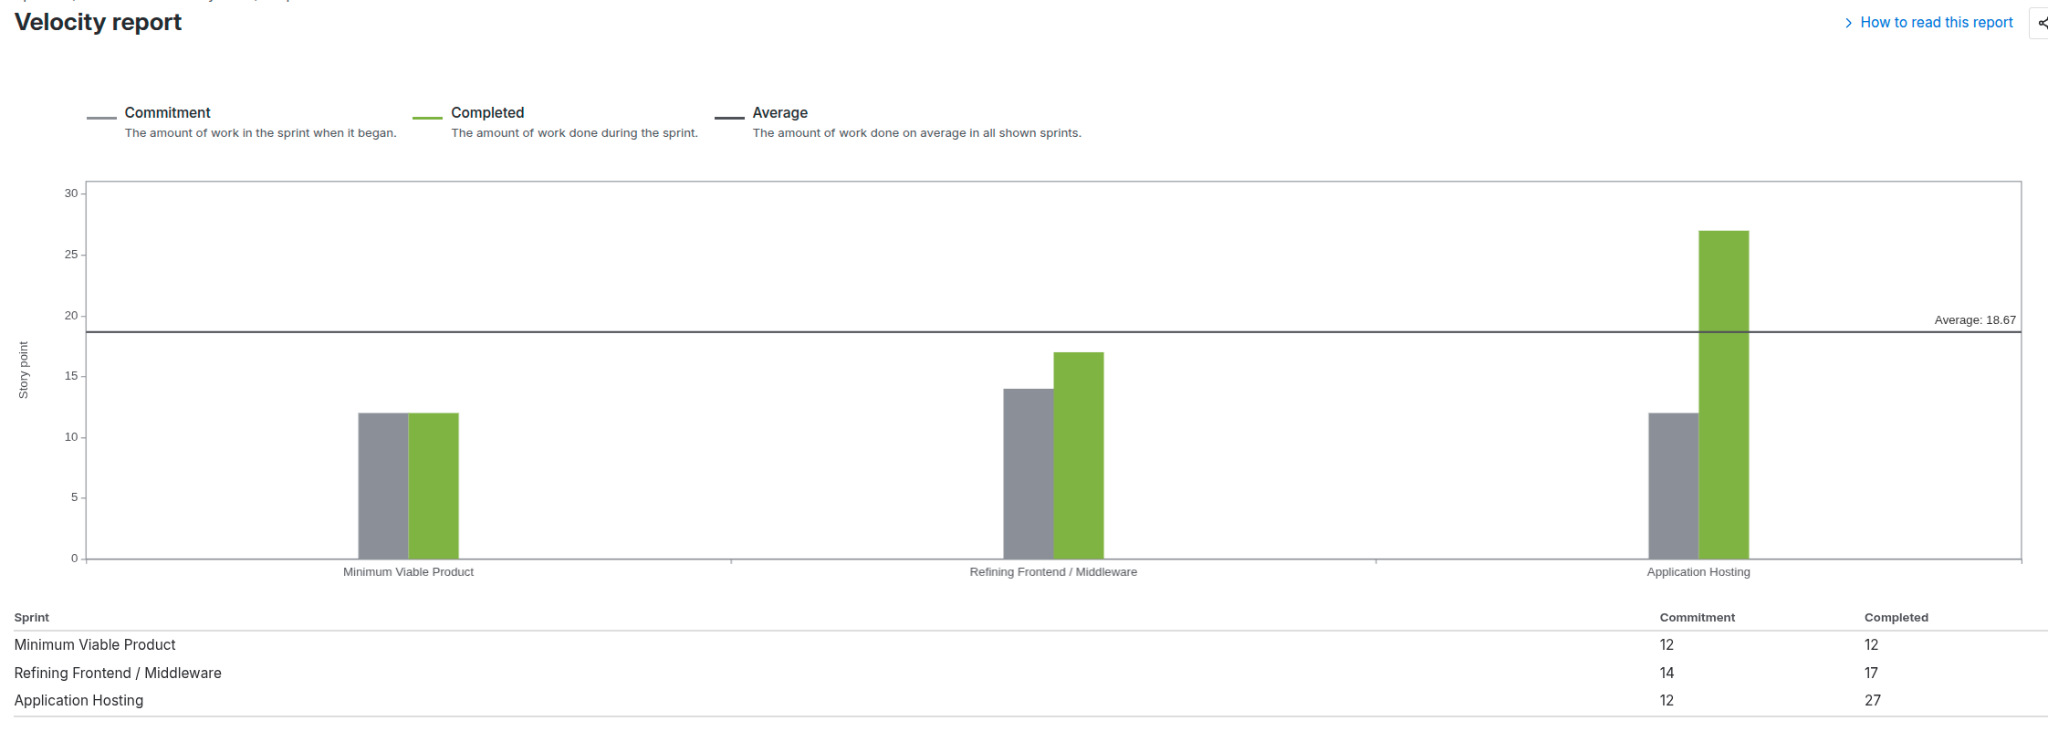 Velocity report
How to read this report
Commitment
The amount of work in the sprint when it began.
Completed
The amount of work done during the sprint.
Average
The amount of work done on average in all shown sprints.
30
25
20
15
10
5
0
Story point
Average: 18.67
Minimum Viable Product
Refining Frontend / Middleware
Application Hosting
Sprint Commitment Completed
Minimum Viable Product 12 12
Refining Frontend / Middleware 14 17
Application Hosting 12 27